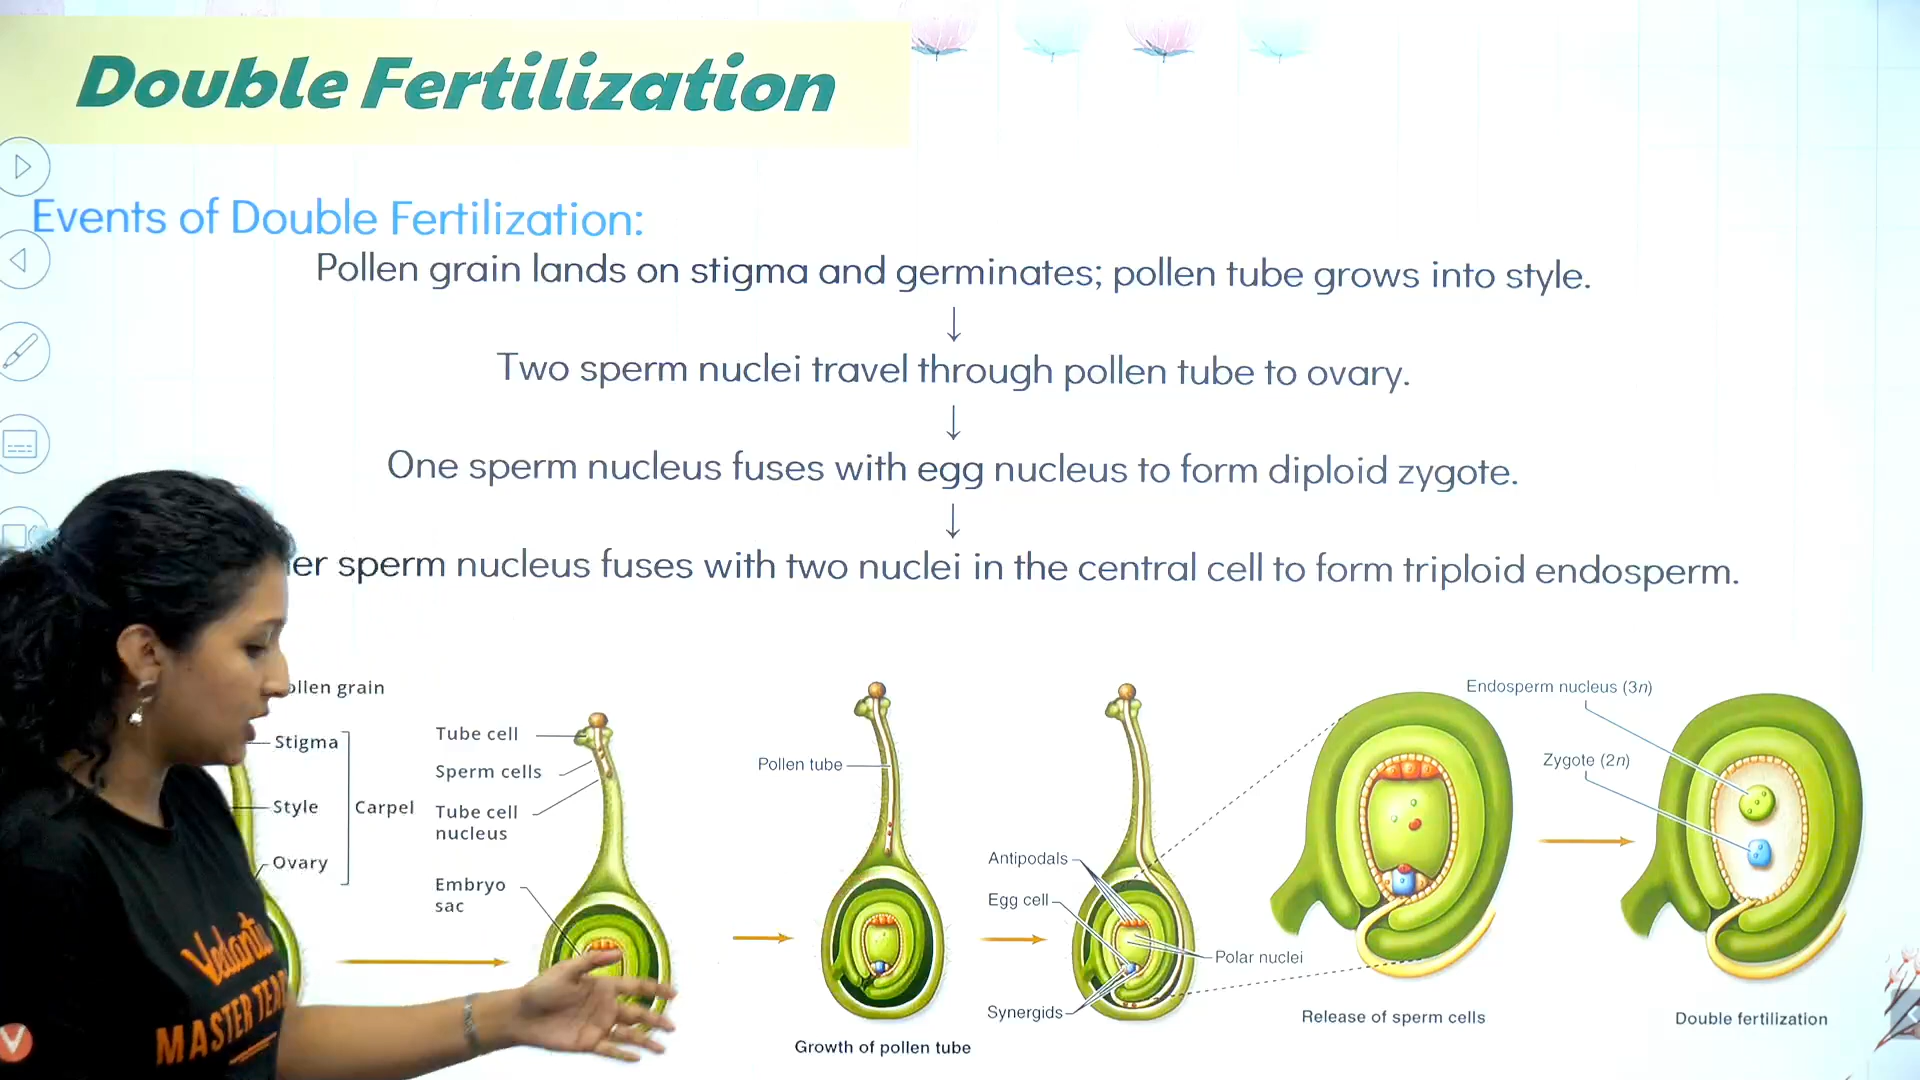 Double Fertilization
Events of Double Fertilization:
Pollen grain lands on stigma and germinates; pollen tube grows into style.
↓
Two sperm nuclei travel through pollen tube to ovary.
↓
One sperm nucleus fuses with egg nucleus to form diploid zygote.
↓
sperm nucleus fuses with two nuclei in the central cell to form triploid endosperm.
grain
Stigma
Style
Carpel
Ovary
Tube cell
Sperm cells
Tube cell
nucleus
Embryo
sac
Pollen tube
Growth of pollen tube
Antipodals
Egg cell
Polar nuclei
Synergids
Release of sperm cells
Endosperm nucleus (3n)
Zygote (2n)
Double fertilization
Vedantu
MASTER
V